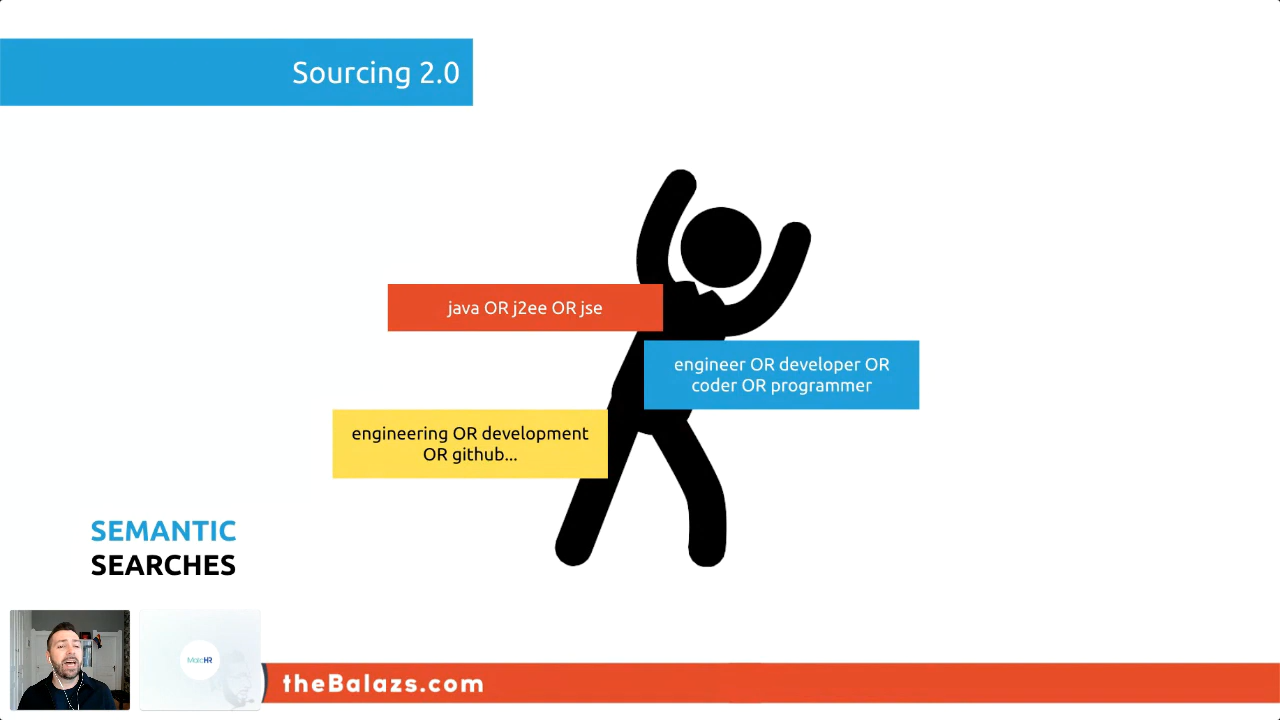 Sourcing 2.0
java OR j2ee OR jse
engineer OR developer OR
coder OR programmer
engineering OR development
OR github...
SEMANTIC
SEARCHES
MaidHR
theBalazs.com